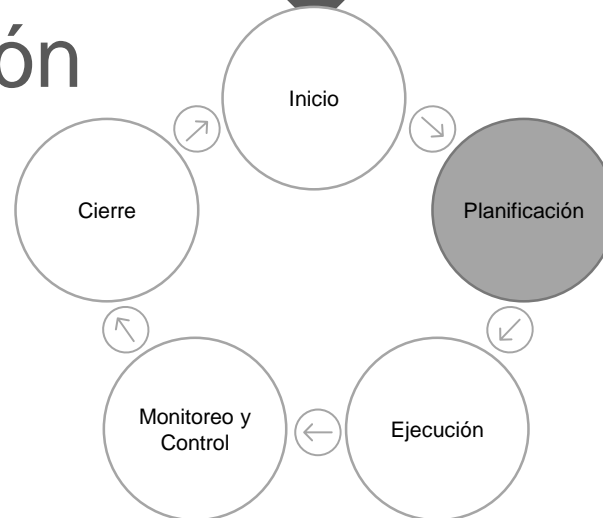 ón
Inicio
Cierre
Planificación
Monitoreo y
Control
Ejecución